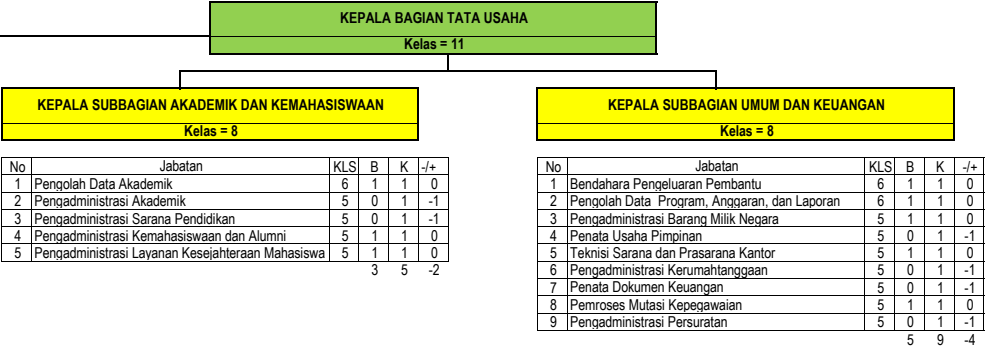 KEPALA BAGIAN TATA USAHA
Kelas = 11
KEPALA SUBBAGIAN AKADEMIK DAN KEMAHASISWAAN
Kelas = 8
No Jabatan KLS B K -/+
1 Pengolah Data Akademik 6 1 1 0
2 Pengadministrasi Akademik 5 0 1 -1
3 Pengadministrasi Sarana Pendidikan 5 0 1 -1
4 Pengadministrasi Kemahasiswaan dan Alumni 5 1 1 0
5 Pengadministrasi Layanan Kesejahteraan Mahasiswa 5 1 1 0
3 5 -2
KEPALA SUBBAGIAN UMUM DAN KEUANGAN
Kelas = 8
No Jabatan KLS B K -/+
1 Bendahara Pengeluaran Pembantu 6 1 1 0
2 Pengolah Data Program, Anggaran, dan Laporan 6 1 1 0
3 Pengadministrasi Barang Milik Negara 5 1 1 0
4 Penata Usaha Pimpinan 5 0 1 -1
5 Teknisi Sarana dan Prasarana Kantor 5 1 1 0
6 Pengadministrasi Kerumahtanggaan 5 0 1 -1
7 Penata Dokumen Keuangan 5 0 1 -1
8 Pemroses Mutasi Kepegawaian 5 1 1 0
9 Pengadministrasi Persuratan 5 0 1 -1
5 9 -4